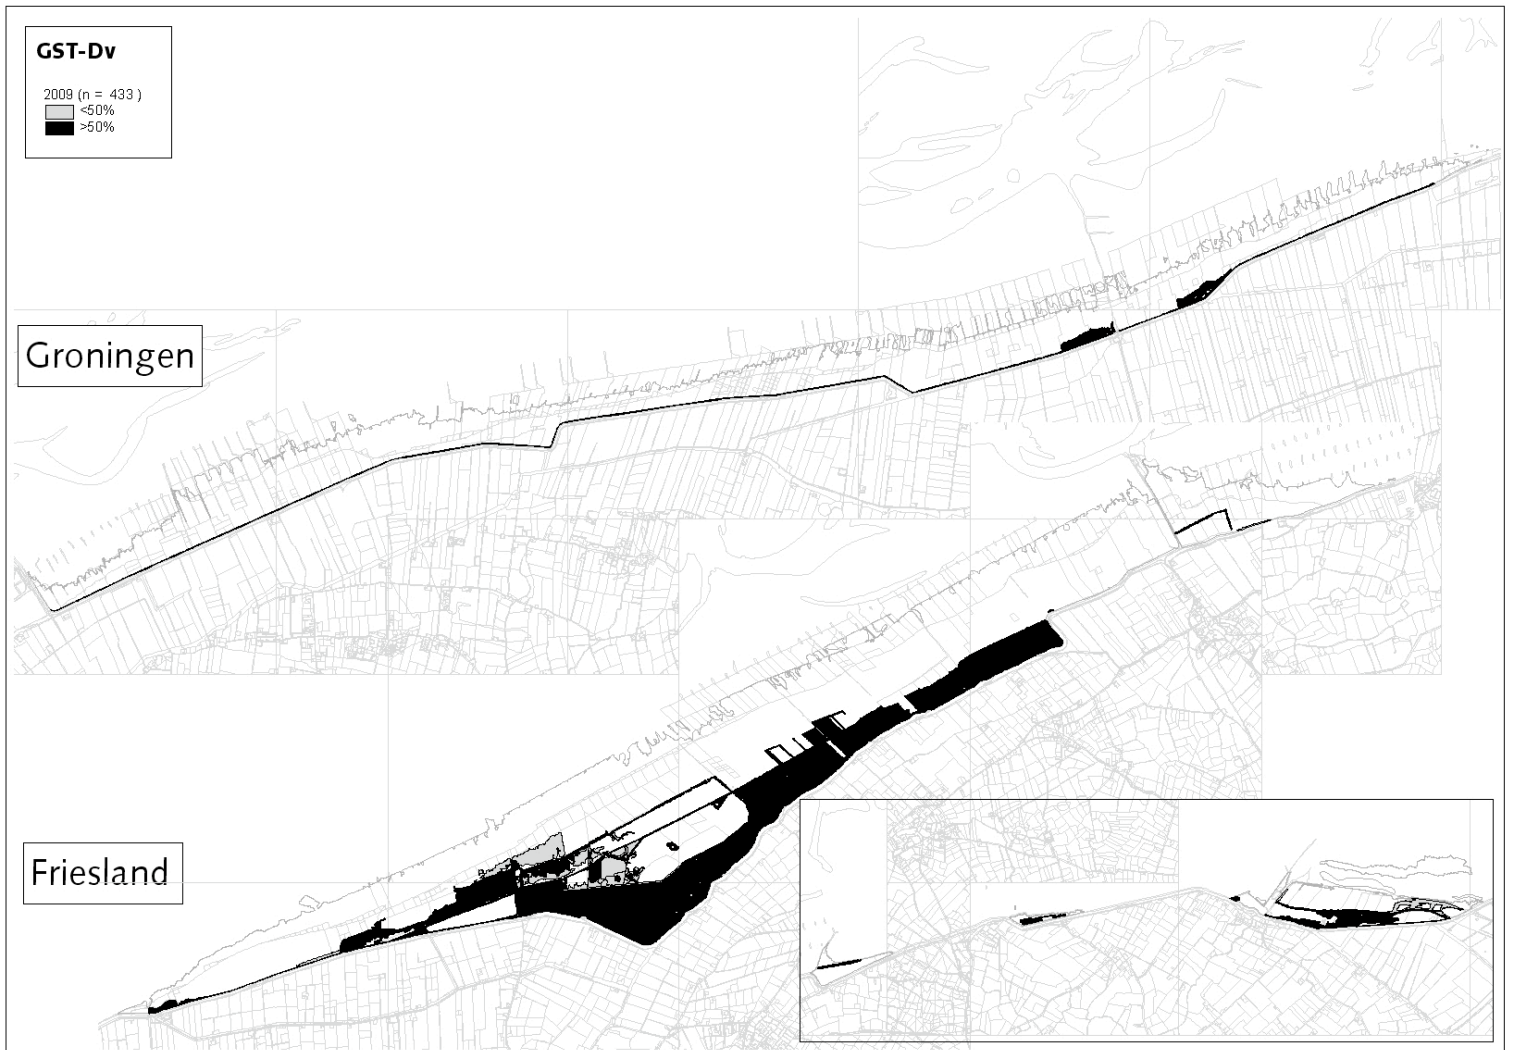 GST-Dv
2009 (n = 433 )
<50%
>50%
Groningen
Friesland